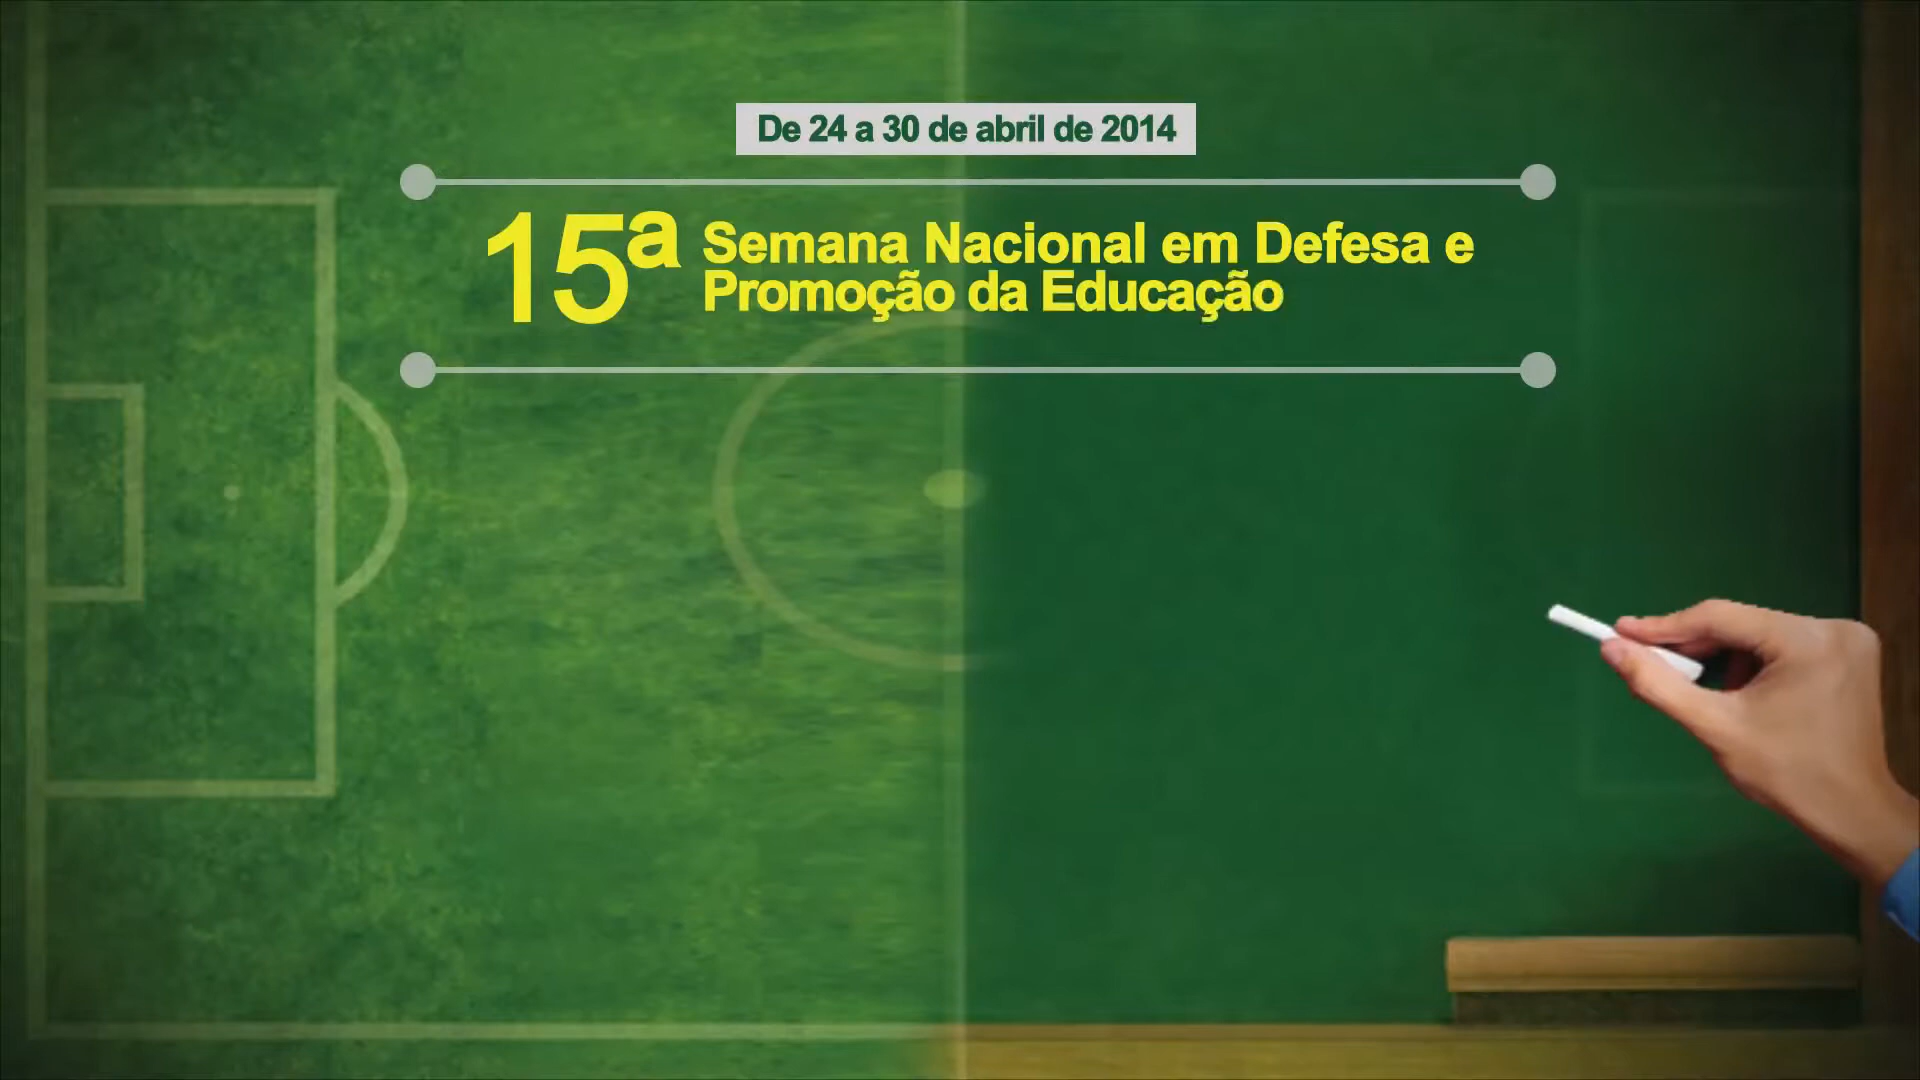 De 24 a 30 de abril de 2014
15ª Semana Nacional em Defesa e
Promoção da Educação